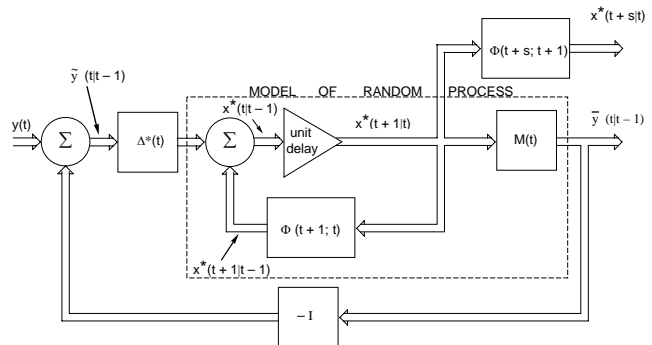 x*(t + s|t)
Φ(t + s; t + 1)
ỹ (t|t−1)
MODEL OF RANDOM PROCESS
y(t)
Σ
Δ*(t)
x*(t|t−1)
Σ
unit
delay
x*(t + 1|t)
M(t)
ȳ (t|t−1)
Φ (t + 1; t)
x*(t + 1|t−1)
− I